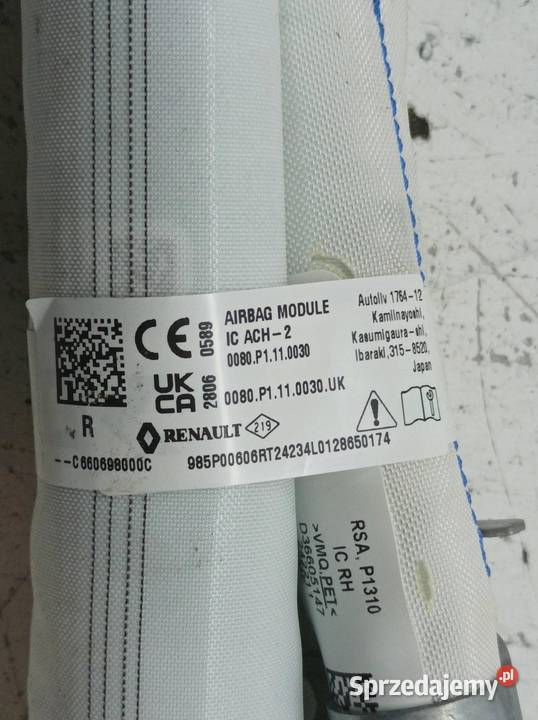 AIRBAG MODULE
IC ACH-2
0080.P1.11.0030
0080.P1.11.0030.UK
CE
0589
UK
CA
2806
Autoliv 1764-12
Kamiinayoshi,
Kasumigaura-shi,
Ibaraki,315-8520,
Japan
R
RENAULT
219
--C660698000C
985P00606RT24234L0128650174
RSA, P1310
IC RH
>VMQ,PET<
D36605147
Sprzedajemy.pl